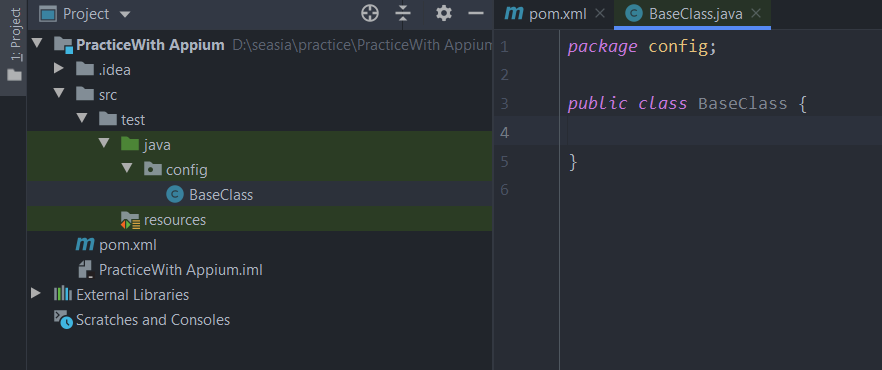 1: Project
Project
PracticeWith Appium D:\seasia\practice\PracticeWith Appium
.idea
src
test
java
config
BaseClass
resources
pom.xml
PracticeWith Appium.iml
External Libraries
Scratches and Consoles
pom.xml
BaseClass.java
1 package config;
2
3 public class BaseClass {
4
5 }
6